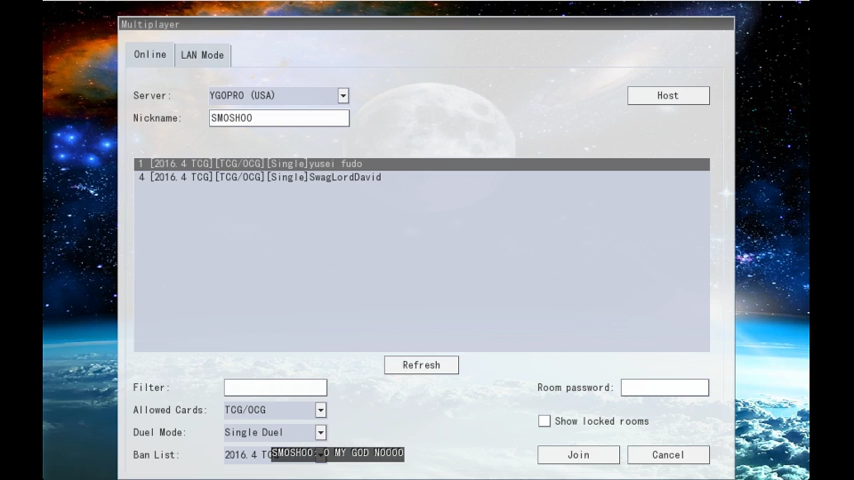 Multiplayer
Online LAN Mode
Server: YGOPRO (USA) Host
Nickname: SMOSHOO
1 [2016.4 TCG][TCG/OCG][Single]yusei fudo
4 [2016.4 TCG][TCG/OCG][Single]SwagLordDavid
Refresh
Filter: Room password:
Allowed Cards: TCG/OCG
Show locked rooms
Duel Mode: Single Duel
Ban List: 2016.4 SMOSHOO: O MY GOD NOOOO Join Cancel